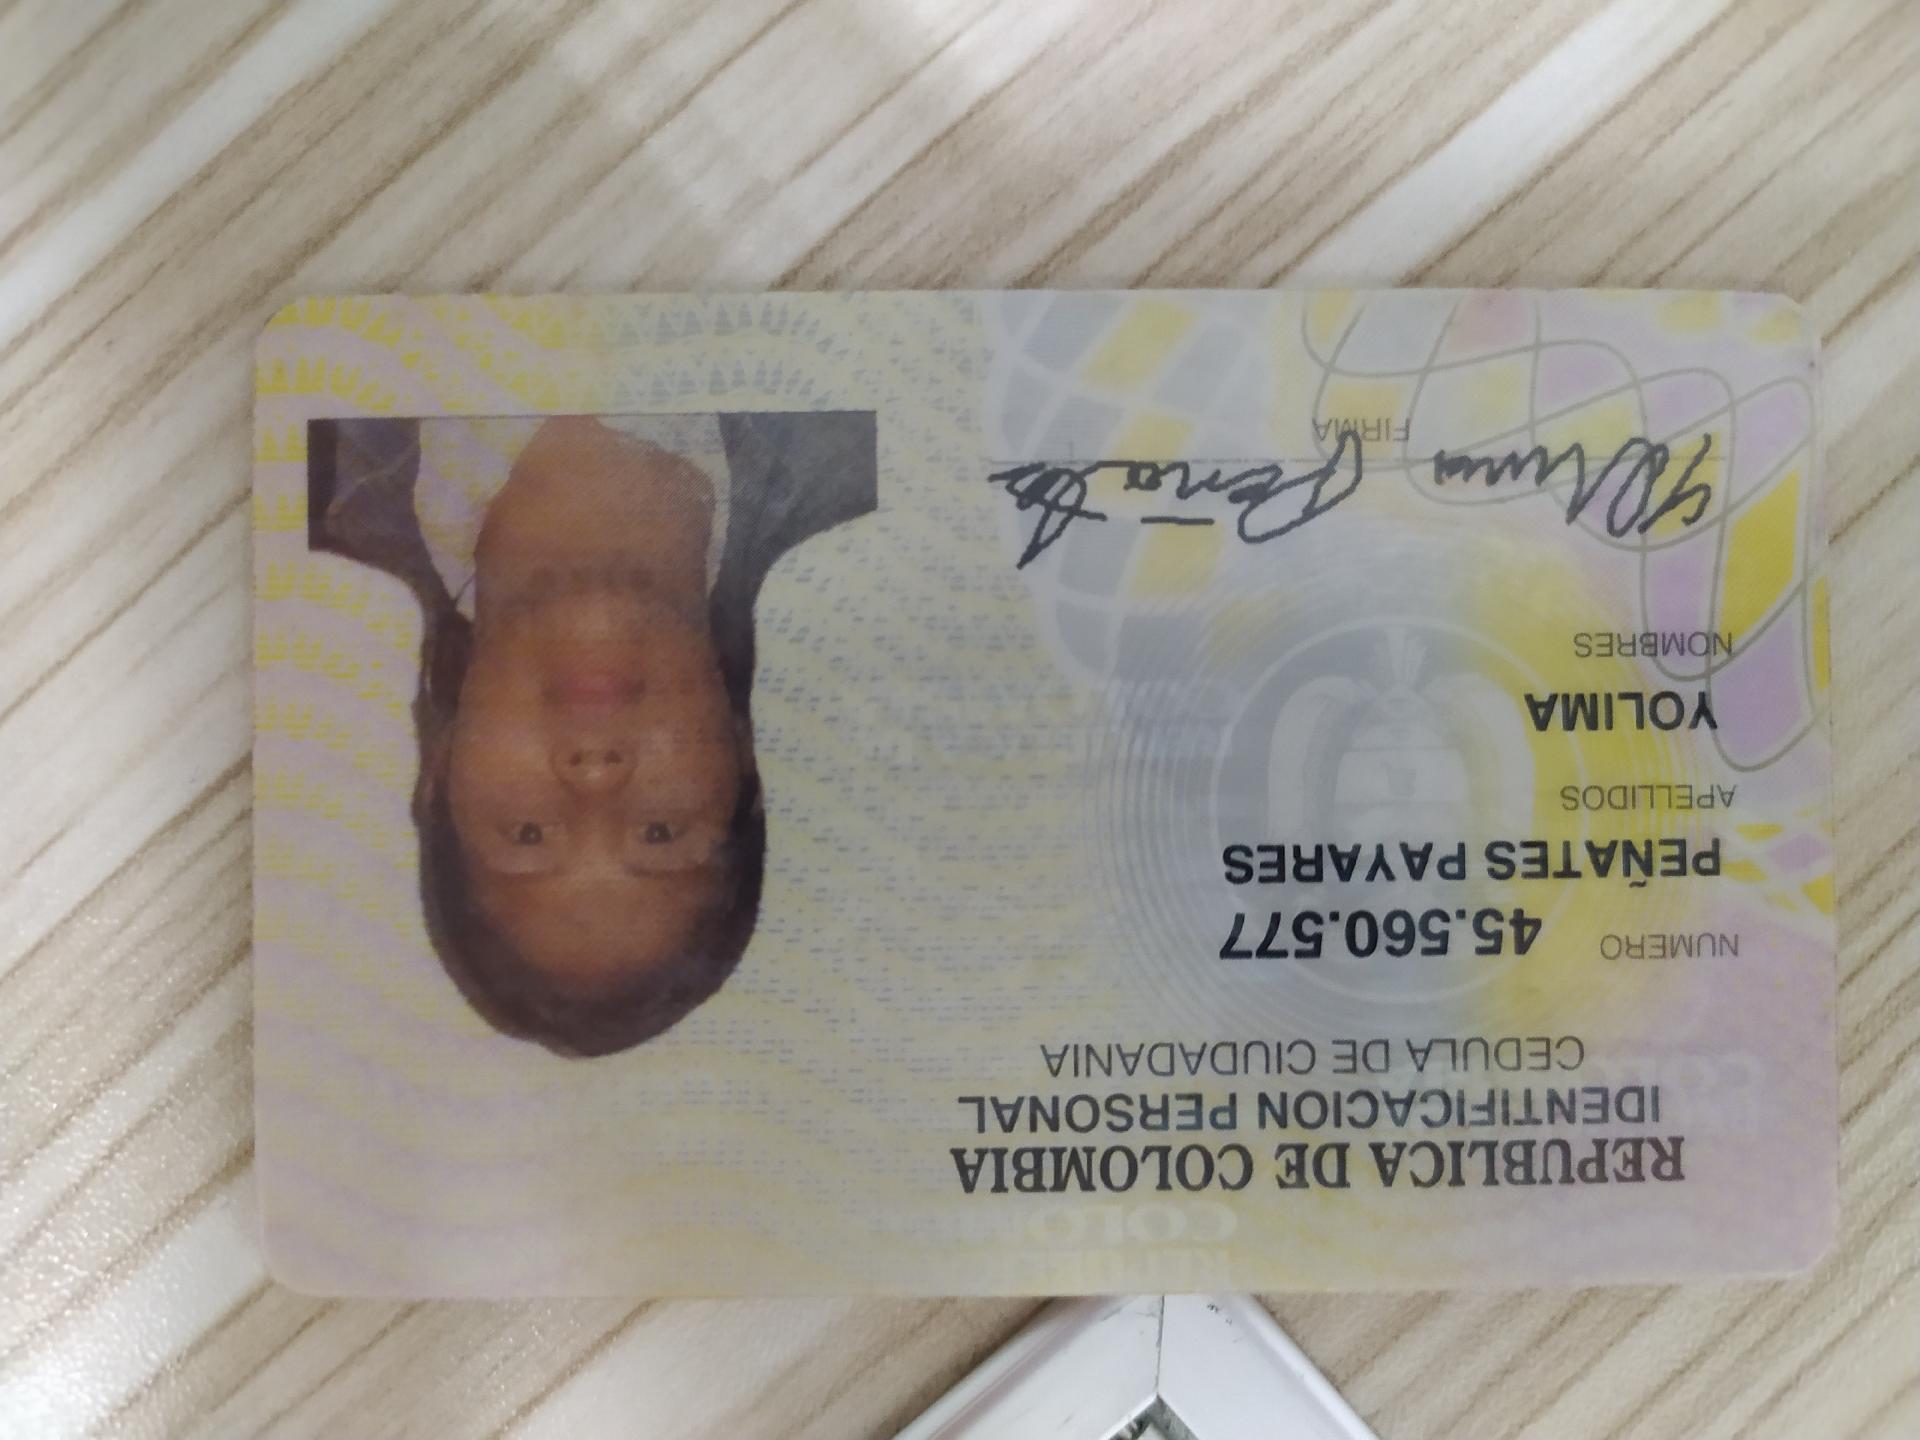 REPUBLICA DE COLOMBIA
IDENTIFICACION PERSONAL
CEDULA DE CIUDADANIA
NUMERO 45.560.577
PEÑATES PAYARES
APELLIDOS
YOLIMA
NOMBRES
Yolima Peñates
FIRMA